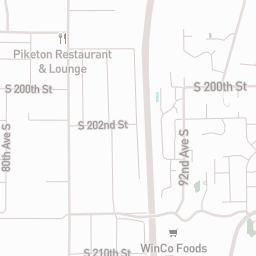 Piketon Restaurant
& Lounge
S 200th St
S 200th St
S 202nd St
80th Ave S
92nd Ave S
S 210th St
WinCo Foods